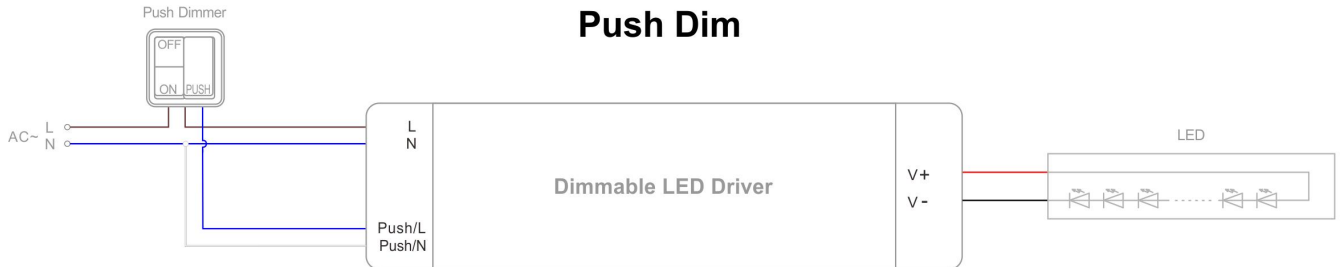 Push Dimmer
Push Dim
OFF
ON PUSH
AC~ L
N
L
N
LED
Dimmable LED Driver
V+
V-
Push/L
Push/N